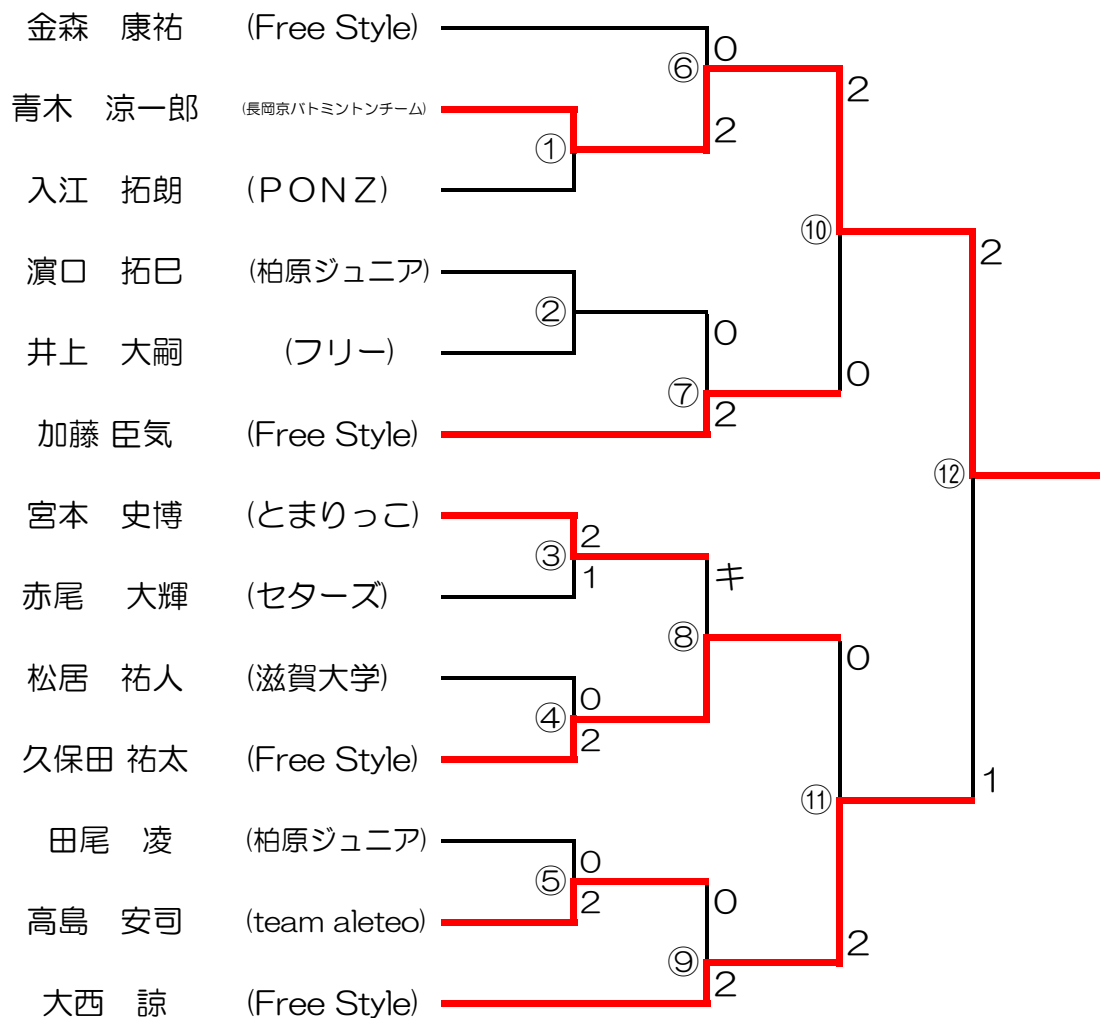 金森 康祐 (Free Style)
0
⑥
2
青木 涼一郎 (長岡京バトミントンチーム)
2
①
入江 拓朗 (ＰＯＮＺ)
⑩
2
濱口 拓巳 (柏原ジュニア)
②
0
井上 大嗣 (フリー)
0
⑦
2
加藤 臣気 (Free Style)
⑫
宮本 史博 (とまりっこ)
2
③
1
キ
赤尾 大輝 (セターズ)
⑧
0
松居 祐人 (滋賀大学)
0
④
2
久保田 祐太 (Free Style)
1
⑪
田尾 凌 (柏原ジュニア)
0
⑤
2
0
高島 安司 (team aleteo)
2
⑨
2
大西 諒 (Free Style)